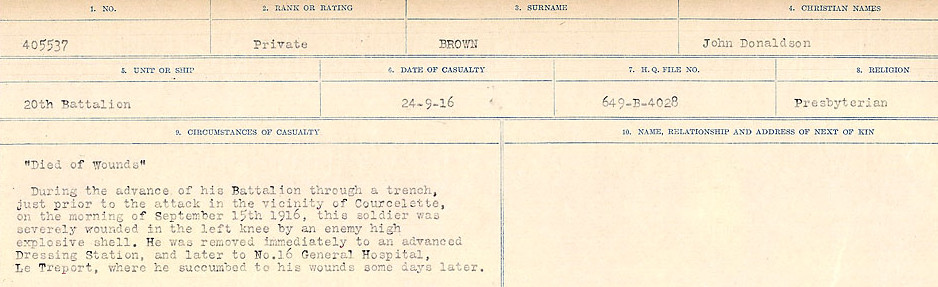 1. NO. 2. RANK OR RATING 3. SURNAME 4. CHRISTIAN NAMES
405537 Private BROWN John Donaldson
5. UNIT OR SHIP 6. DATE OF CASUALTY 7. H. Q. FILE NO. 8. RELIGION
20th Battalion 24-9-16 649-B-4028 Presbyterian
9. CIRCUMSTANCES OF CASUALTY 10. NAME, RELATIONSHIP AND ADDRESS OF NEXT OF KIN
"Died of Wounds"
During the advance of his Battalion through a trench,
just prior to the attack in the vicinity of Courcelette,
on the morning of September 15th 1916, this soldier was
severely wounded in the left knee by an enemy high
explosive shell. He was removed immediately to an advanced
Dressing Station, and later to No.16 General Hospital,
Le Treport, where he succumbed to his wounds some days later.